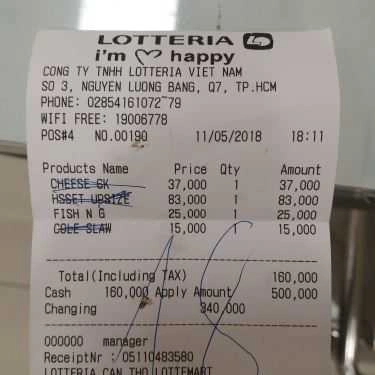 LOTTERIA
i'm happy
CONG TY TNHH LOTTERIA VIET NAM
SO 3, NGUYEN LUONG BANG, Q7, TP.HCM
PHONE: 02854161072~79
WIFI FREE: 19006778
POS#4 NO.00190 11/05/2018 18:11
Products Name Price Qty Amount
CHEESE GK 37,000 1 37,000
HSSET UPSIZE 83,000 1 83,000
FISH N G 25,000 1 25,000
COLE SLAW 15,000 1 15,000
Total(Including TAX) 160,000
Cash 160,000 Apply Amount 500,000
Changing 340,000
000000 manager
ReceiptNr : 05110483580
LOTTERIA CAN THO LOTTEMART